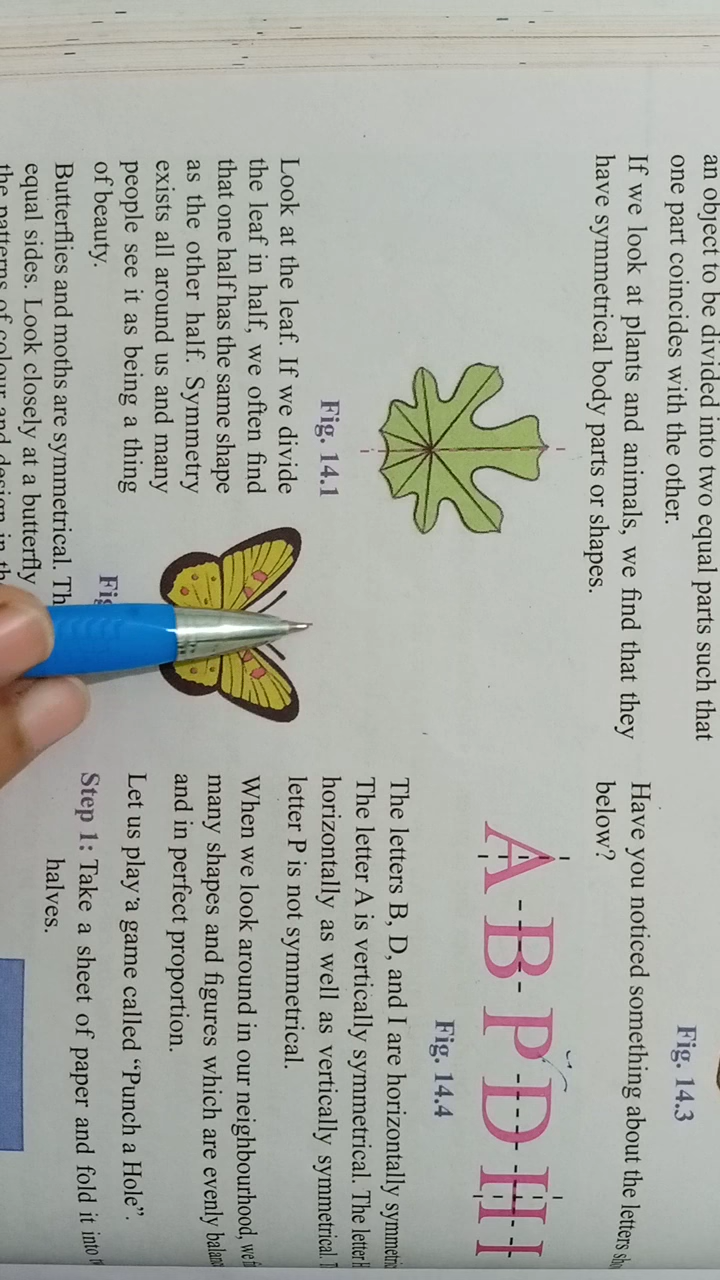 an object to be divided into two equal parts such that
one part coincides with the other.
If we look at plants and animals, we find that they
have symmetrical body parts or shapes.
Fig. 14.1
Look at the leaf. If we divide
the leaf in half, we often find
that one half has the same shape
as the other half. Symmetry
exists all around us and many
people see it as being a thing
of beauty.
Butterflies and moths are symmetrical.
equal sides. Look closely at a butterfly
the patterns of colour and design in
Fig. 14.3
Have you noticed something about the letters
below?
A B P D H I
Fig. 14.4
The letters B, D, and I are horizontally
The letter A is vertically symmetrical. The letter H
horizontally as well as vertically symmetrical.
letter P is not symmetrical.
When we look around in our neighbourhood, we
many shapes and figures which are evenly
and in perfect proportion.
Let us play a game called “Punch a Hole”.
Step 1: Take a sheet of paper and fold it into
halves.